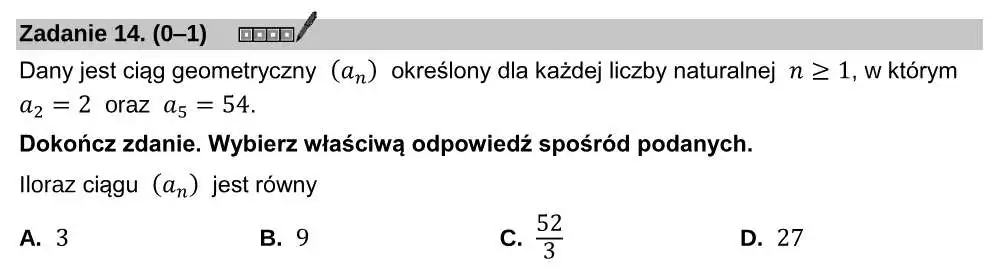 Zadanie 14. (0–1)
Dany jest ciąg geometryczny (aₙ) określony dla każdej liczby naturalnej n ≥ 1, w którym
a₂ = 2 oraz a₅ = 54.
Dokończ zdanie. Wybierz właściwą odpowiedź spośród podanych.
Iloraz ciągu (aₙ) jest równy
A. 3 B. 9 C. 52/3 D. 27